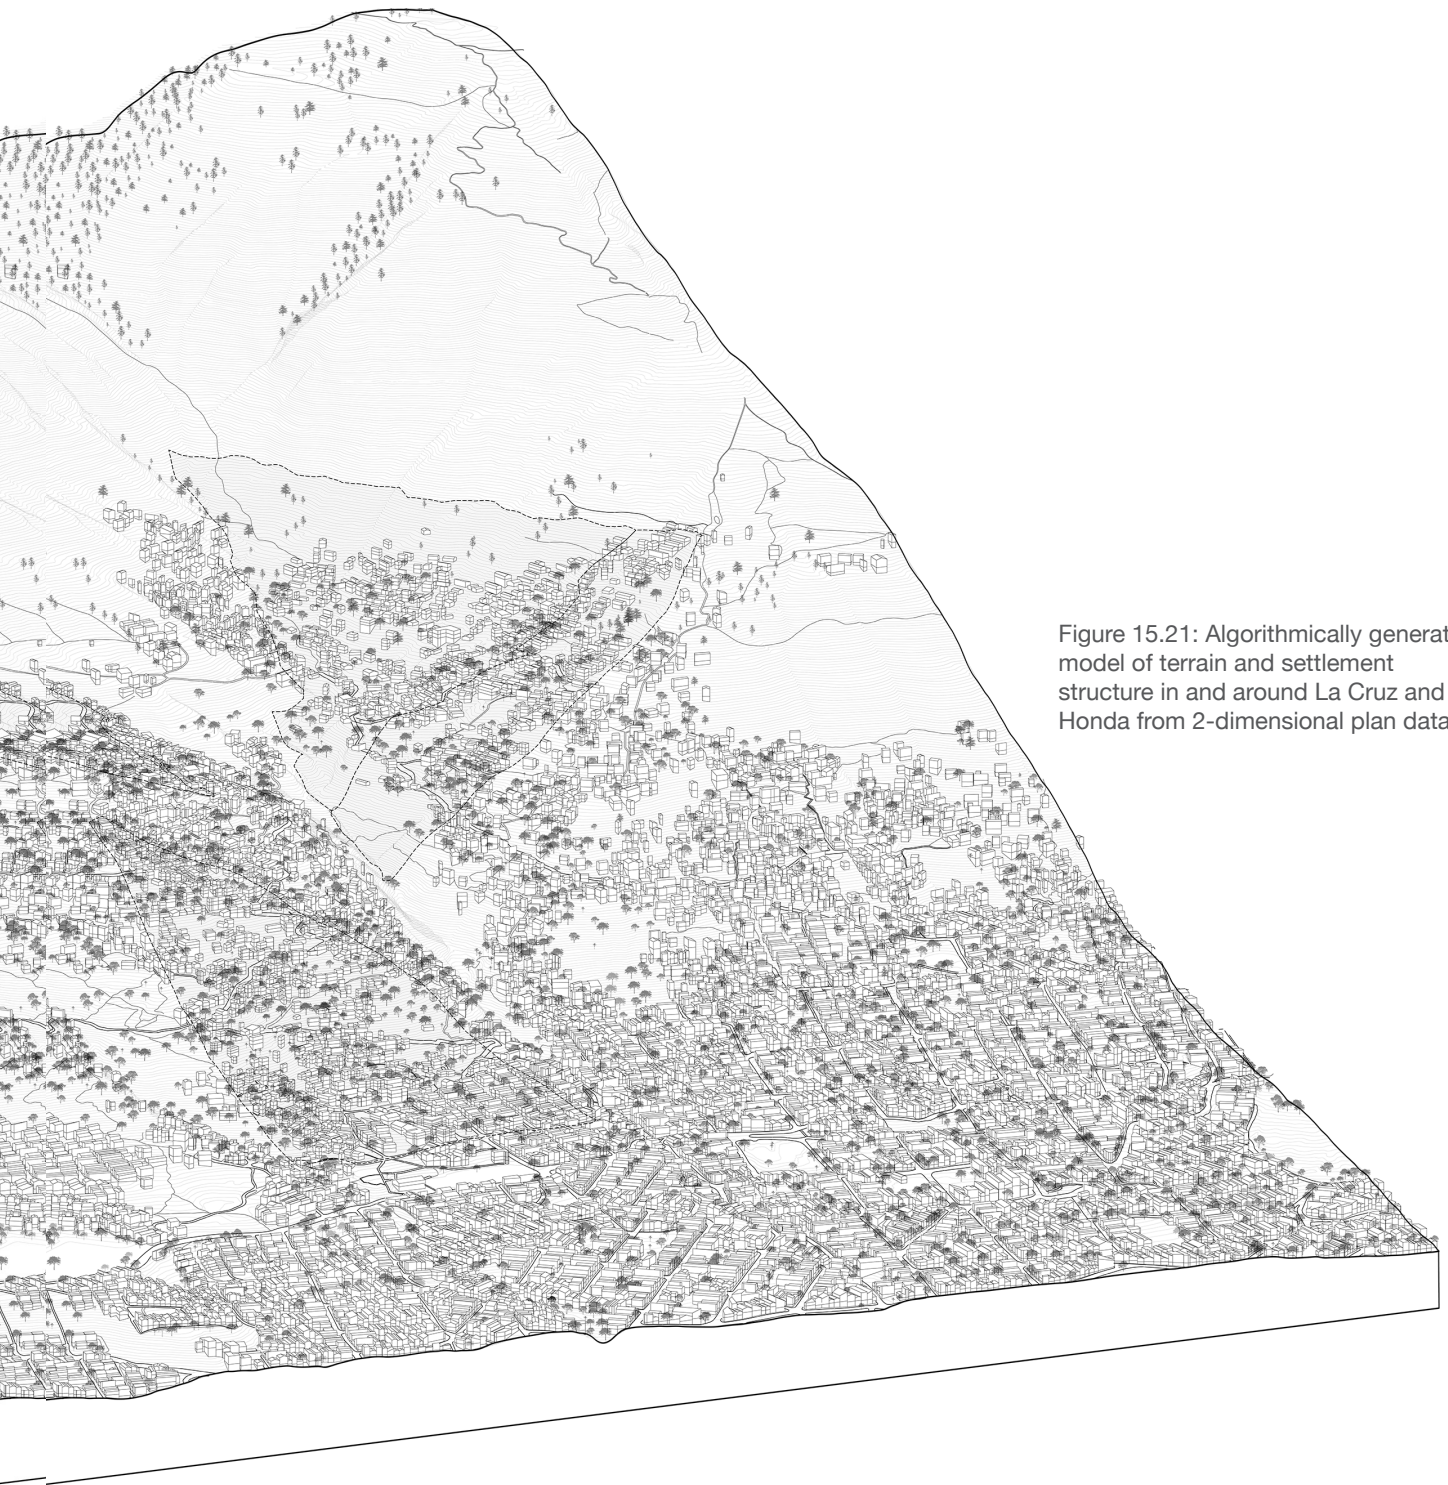 Figure 15.21: Algorithmically generat
model of terrain and settlement
structure in and around La Cruz and
Honda from 2-dimensional plan data